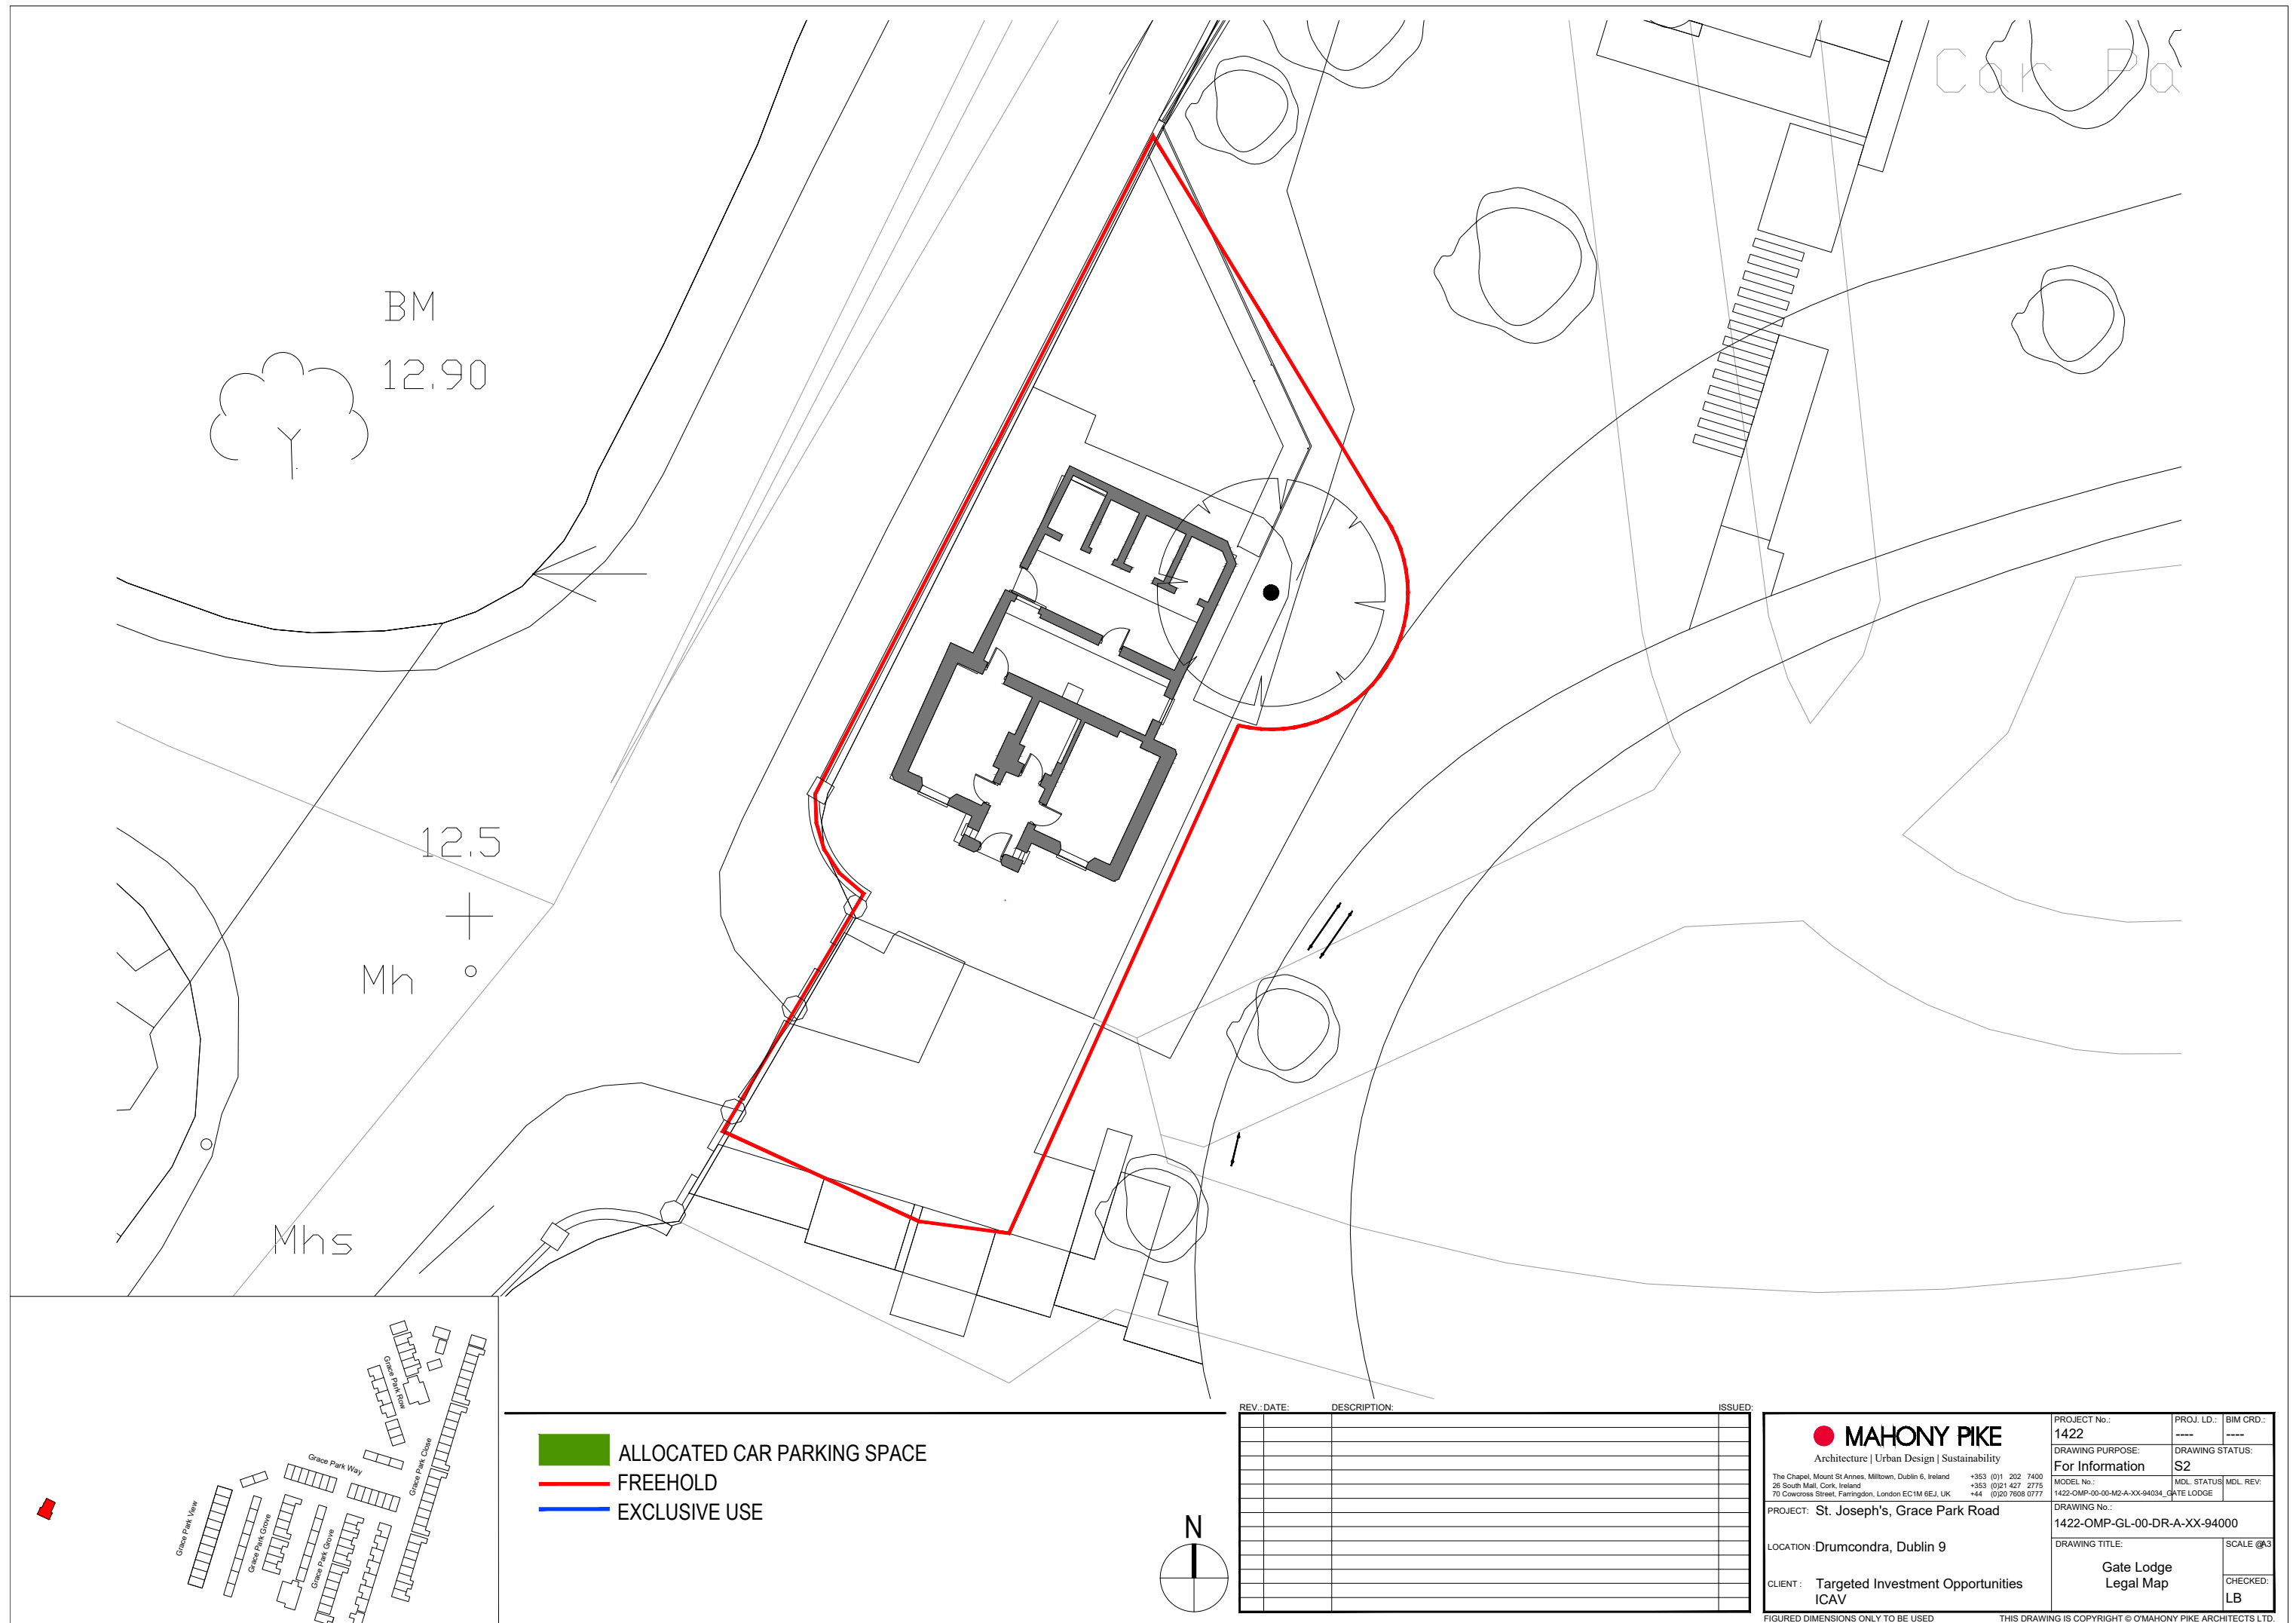 Car Pa
BM
12.90
12.5
Mh
Mhs
Grace Park Row
Grace Park Way
Grace Park Close
Grace Park View
Grace Park Grove
Grace Park Grove
ALLOCATED CAR PARKING SPACE
FREEHOLD
EXCLUSIVE USE
N
REV.: DATE: DESCRIPTION: ISSUED:
MAHONY PIKE
Architecture | Urban Design | Sustainability
The Chapel, Mount St Annes, Milltown, Dublin 6, Ireland +353 (0)1 202 7400
26 South Mall, Cork, Ireland +353 (0)21 427 2775
70 Cowcross Street, Farringdon, London EC1M 6EJ, UK +44 (0)20 7608 0777
PROJECT: St. Joseph's, Grace Park Road
LOCATION : Drumcondra, Dublin 9
CLIENT : Targeted Investment Opportunities
ICAV
PROJECT No.: PROJ. LD.: BIM CRD.:
1422 ---- ----
DRAWING PURPOSE: DRAWING STATUS:
For Information S2
MODEL No.: MDL. STATUS MDL. REV:
1422-OMP-00-00-M2-A-XX-94034_GATE LODGE
DRAWING No.:
1422-OMP-GL-00-DR-A-XX-94000
DRAWING TITLE: SCALE @A3
Gate Lodge
Legal Map
CHECKED:
LB
FIGURED DIMENSIONS ONLY TO BE USED THIS DRAWING IS COPYRIGHT © O'MAHONY PIKE ARCHITECTS LTD.